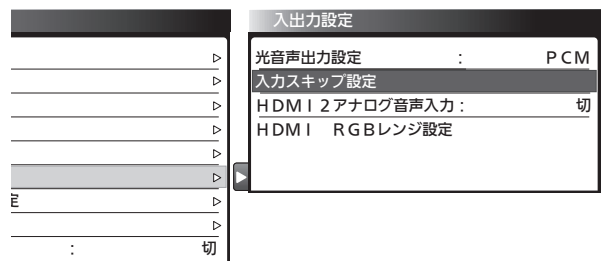 定
: 切
入出力設定
光音声出力設定 : PCM
入力スキップ設定
HDMI2アナログ音声入力: 切
HDMI RGBレンジ設定